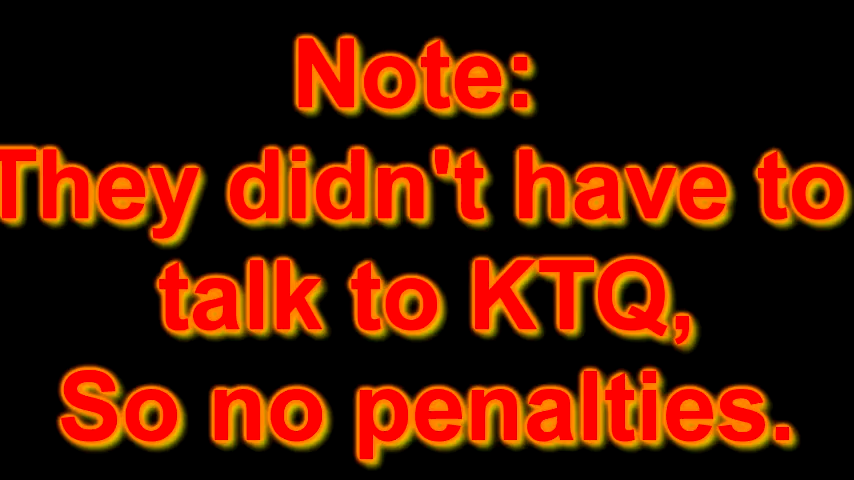 Note:
They didn't have to
talk to KTQ,
So no penalties.